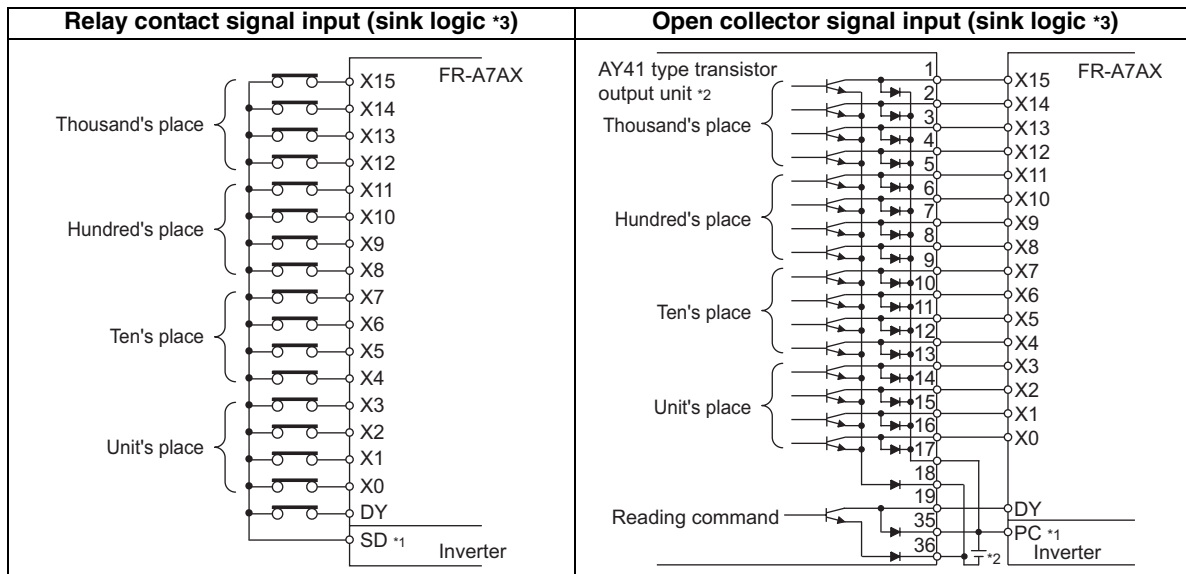 Relay contact signal input (sink logic *3)
FR-A7AX
X15
X14
X13
X12
X11
X10
X9
X8
X7
X6
X5
X4
X3
X2
X1
X0
DY
SD *1
Inverter
Thousand's place
Hundred's place
Ten's place
Unit's place
Open collector signal input (sink logic *3)
AY41 type transistor
output unit *2
Thousand's place
Hundred's place
Ten's place
Unit's place
Reading command
1
2
3
4
5
6
7
8
9
10
11
12
13
14
15
16
17
18
19
35
36
FR-A7AX
X15
X14
X13
X12
X11
X10
X9
X8
X7
X6
X5
X4
X3
X2
X1
X0
DY
PC *1
*2
Inverter